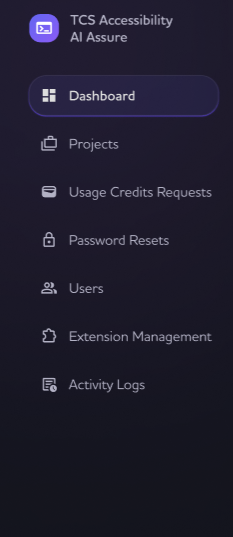 TCS Accessibility
AI Assure
Dashboard
Projects
Usage Credits Requests
Password Resets
Users
Extension Management
Activity Logs